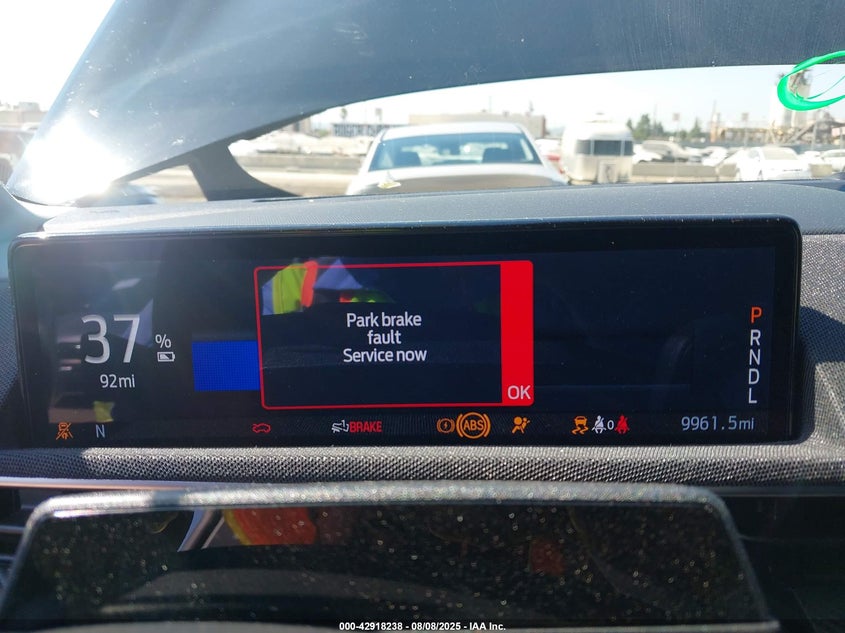 37 %
92mi
Park brake
fault
Service now
OK
P
R
N
D
L
N
BRAKE
ABS
0
9961.5mi
000-42918238 - 08/08/2025 - IAA Inc.